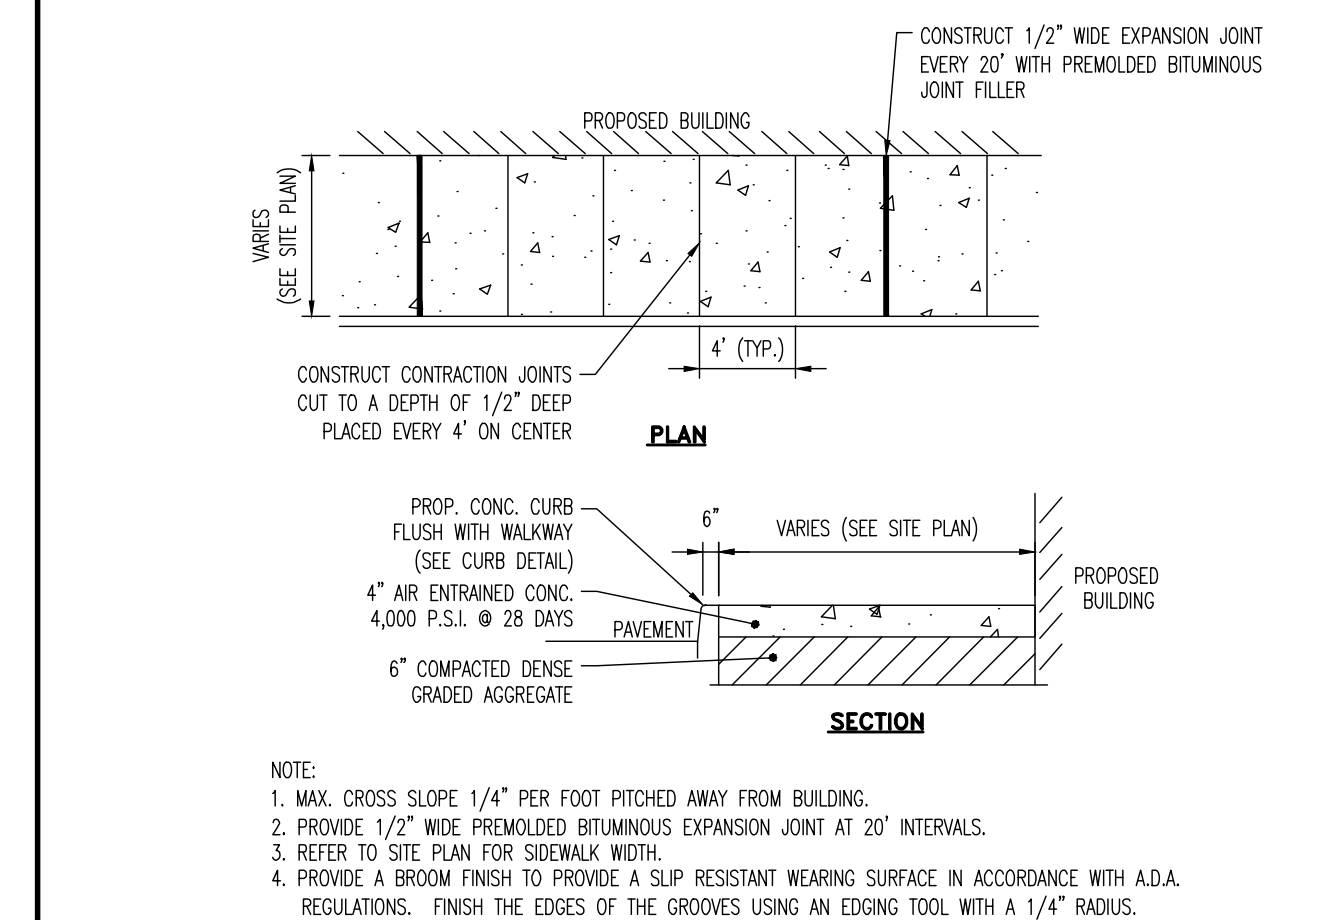 CONSTRUCT 1/2" WIDE EXPANSION JOINT
EVERY 20' WITH PREMOLDED BITUMINOUS
JOINT FILLER
PROPOSED BUILDING
VARIES
(SEE SITE PLAN)
4' (TYP.)
CONSTRUCT CONTRACTION JOINTS
CUT TO A DEPTH OF 1/2" DEEP
PLACED EVERY 4' ON CENTER
PLAN
PROP. CONC. CURB
FLUSH WITH WALKWAY
(SEE CURB DETAIL)
6"
VARIES (SEE SITE PLAN)
4" AIR ENTRAINED CONC.
4,000 P.S.I. @ 28 DAYS
PAVEMENT
PROPOSED
BUILDING
6" COMPACTED DENSE
GRADED AGGREGATE
SECTION
NOTE:
1. MAX. CROSS SLOPE 1/4" PER FOOT PITCHED AWAY FROM BUILDING.
2. PROVIDE 1/2" WIDE PREMOLDED BITUMINOUS EXPANSION JOINT AT 20' INTERVALS.
3. REFER TO SITE PLAN FOR SIDEWALK WIDTH.
4. PROVIDE A BROOM FINISH TO PROVIDE A SLIP RESISTANT WEARING SURFACE IN ACCORDANCE WITH A.D.A.
REGULATIONS. FINISH THE EDGES OF THE GROOVES USING AN EDGING TOOL WITH A 1/4" RADIUS.